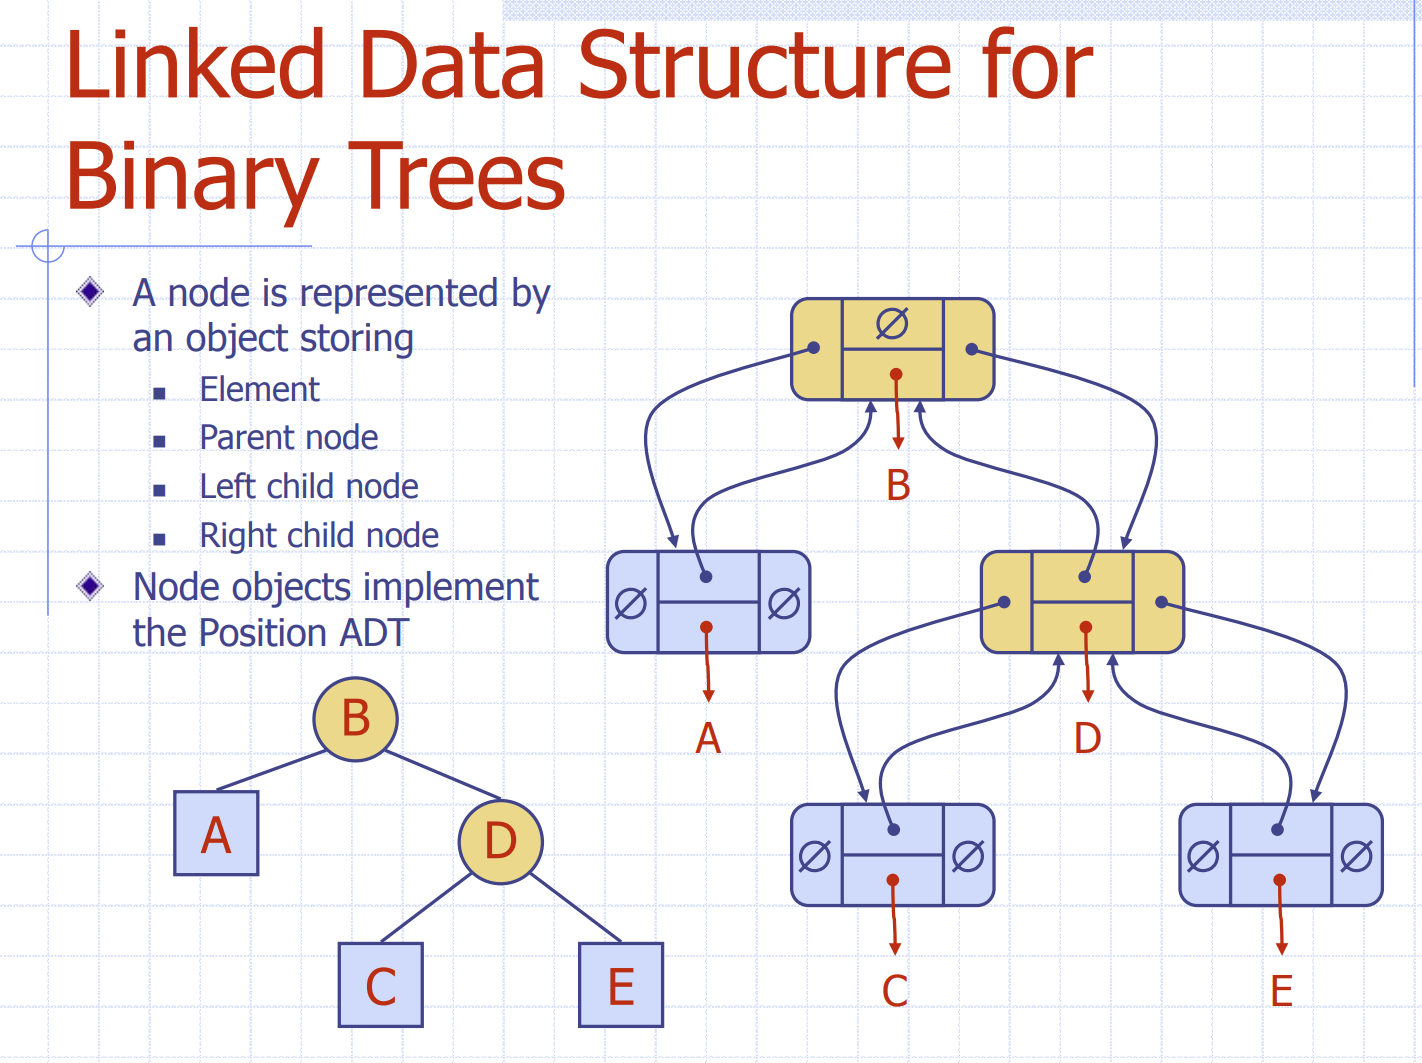 Linked Data Structure for
Binary Trees
A node is represented by
an object storing
Element
Parent node
Left child node
Right child node
Node objects implement
the Position ADT
B
A
D
C
E
∅
B
∅
∅
A
D
∅
∅
C
∅
∅
E